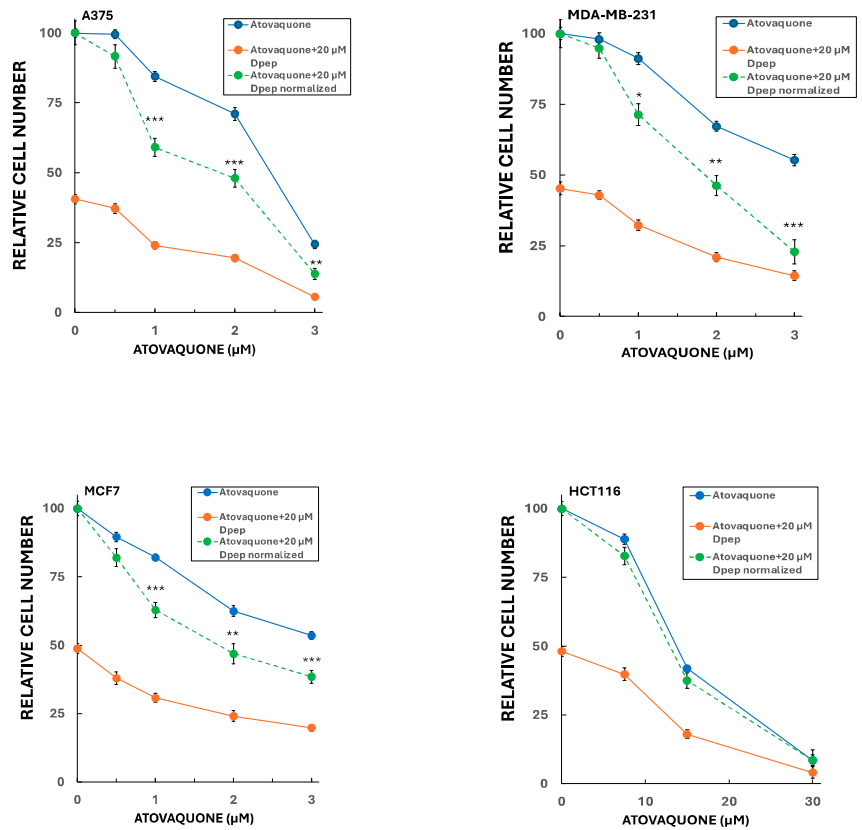 A375
RELATIVE CELL NUMBER
100
75
50
25
0
Atovaquone
Atovaquone+20 µM
Dpep
Atovaquone+20 µM
Dpep normalized
***
***
**
0 1 2 3
ATOVAQUONE (µM)
MDA-MB-231
RELATIVE CELL NUMBER
100
75
50
25
0
Atovaquone
Atovaquone+20 µM
Dpep
Atovaquone+20 µM
Dpep normalized
*
**
***
0 1 2 3
ATOVAQUONE (µM)
MCF7
RELATIVE CELL NUMBER
100
75
50
25
0
Atovaquone
Atovaquone+20 µM
Dpep
Atovaquone+20 µM
Dpep normalized
***
**
***
0 1 2 3
ATOVAQUONE (µM)
HCT116
RELATIVE CELL NUMBER
100
75
50
25
0
Atovaquone
Atovaquone+20 µM
Dpep
Atovaquone+20 µM
Dpep normalized
0 10 20 30
ATOVAQUONE (µM)